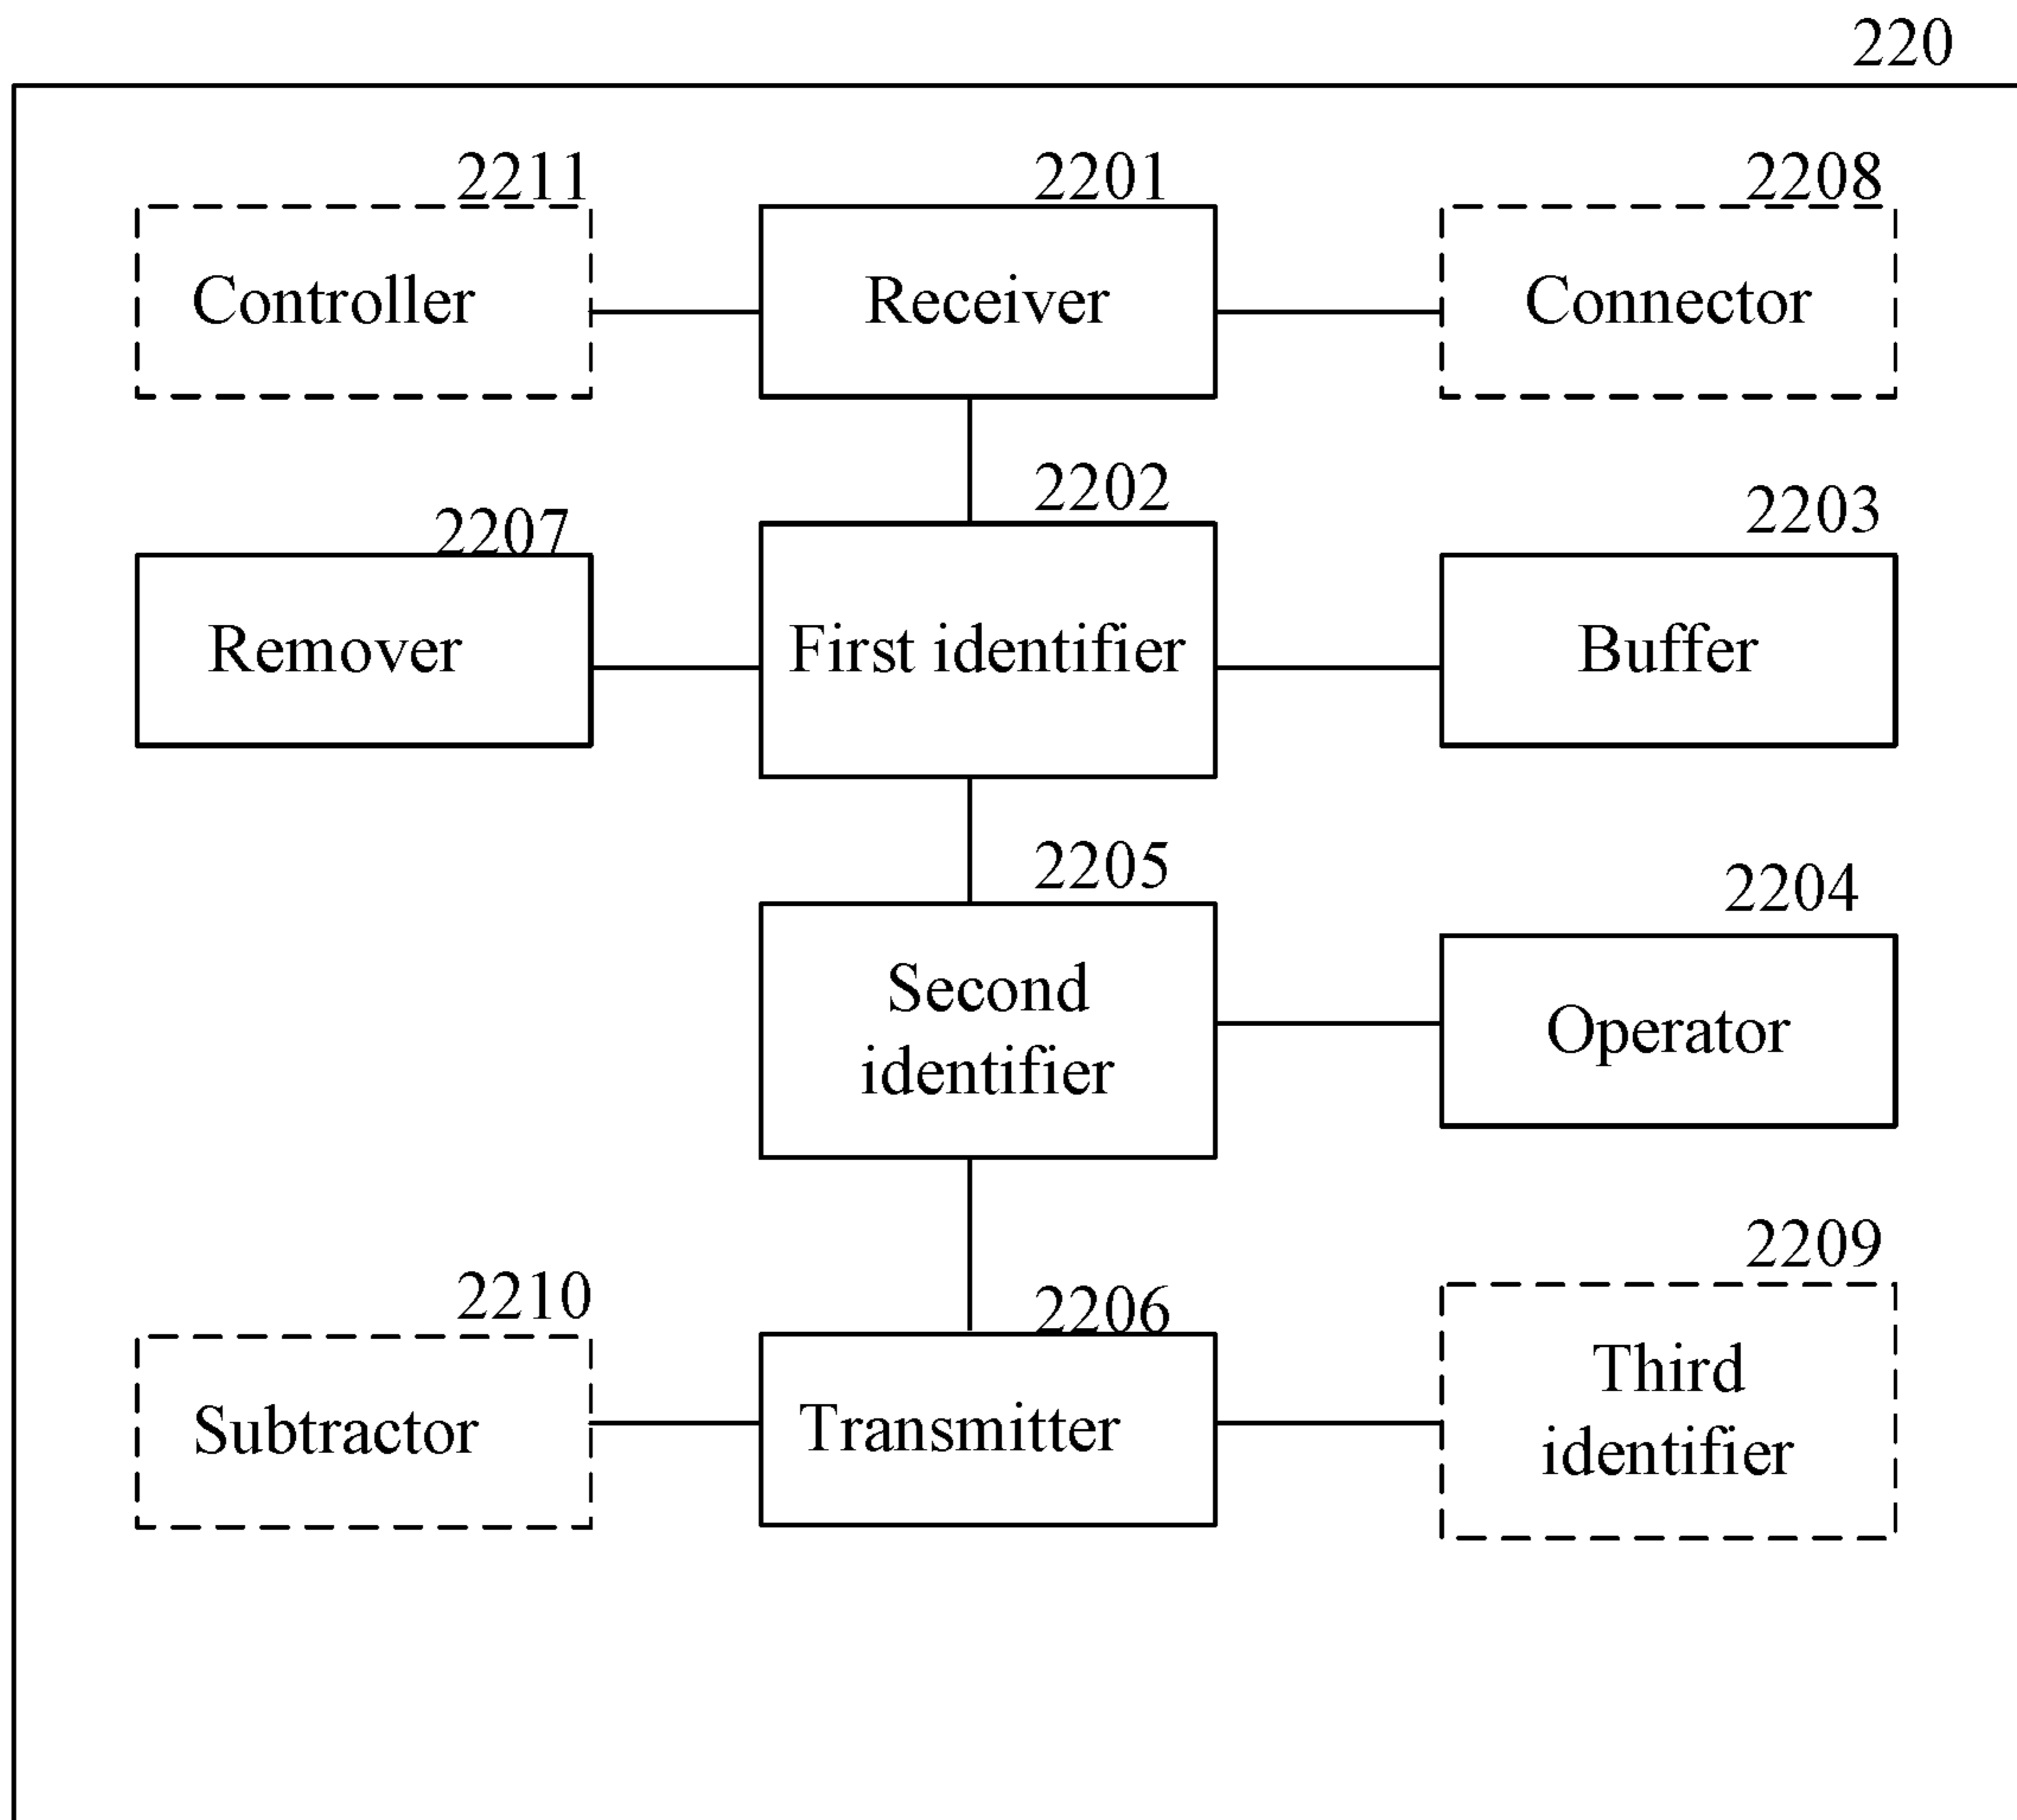 220
2211
2201
2208
Controller
Receiver
Connector
2202
2207
2203
Remover
First identifier
Buffer
2205
2204
Second
identifier
Operator
2209
2210
2206
Subtractor
Transmitter
Third
identifier